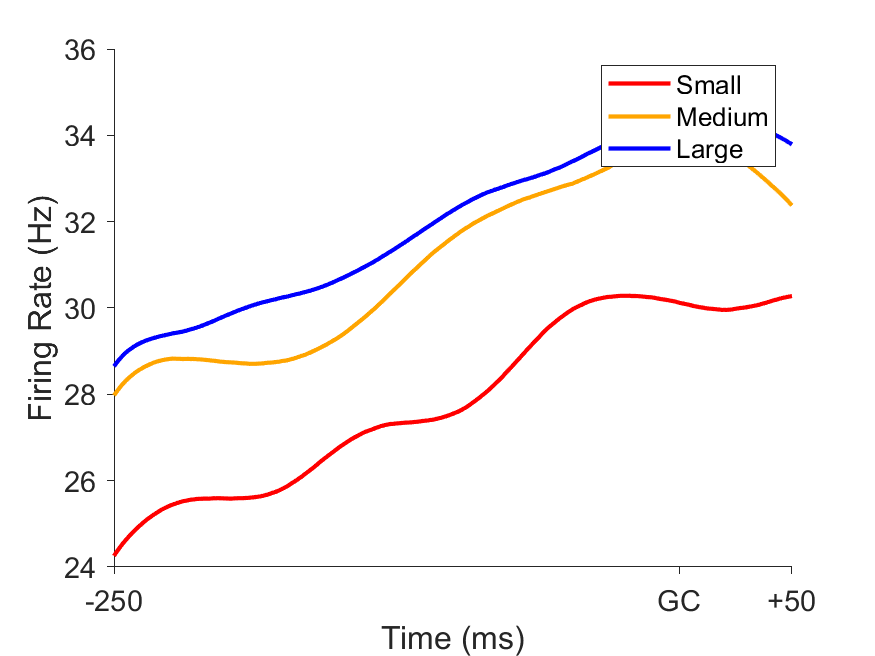 36
34
32
30
28
26
24
Firing Rate (Hz)
Small
Medium
Large
-250
GC
+50
Time (ms)